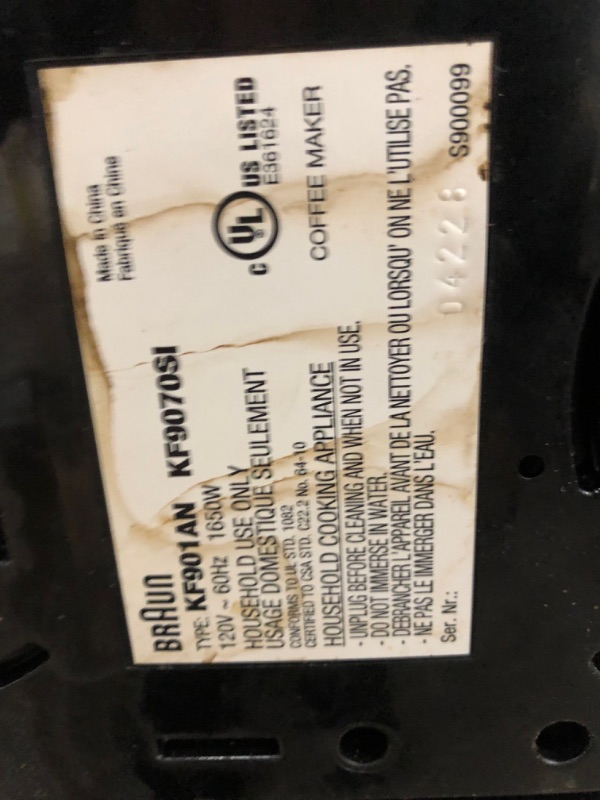 BRAUN
TYPE: KF901AN KF9070SI
120V ~ 60Hz 1650W
HOUSEHOLD USE ONLY
USAGE DOMESTIQUE SEULEMENT
CONFORMS TO UL STD. 1082
CERTIFIED TO CSA STD. C22.2 No. 64-10
HOUSEHOLD COOKING APPLIANCE
- UNPLUG BEFORE CLEANING AND WHEN NOT IN USE.
- DO NOT IMMERSE IN WATER.
- DEBRANCHER L'APPAREIL AVANT DE LA NETTOYER OU LORSQU' ON NE L'UTILISE PAS.
- NE PAS LE IMMERGER DANS L'EAU.
Ser. Nr.: 04228 S900099
Made in China
Fabriqué en Chine
C UL US LISTED
®
E361624
COFFEE MAKER